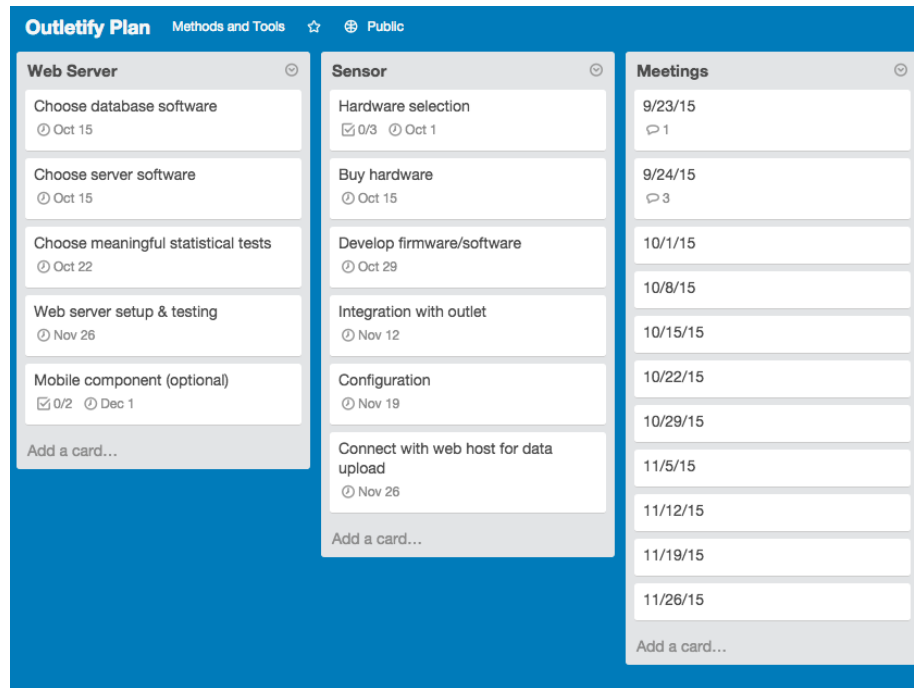 Outletify Plan Methods and Tools Public
Web Server
Choose database software
Oct 15
Choose server software
Oct 15
Choose meaningful statistical tests
Oct 22
Web server setup & testing
Nov 26
Mobile component (optional)
0/2 Dec 1
Add a card...
Sensor
Hardware selection
0/3 Oct 1
Buy hardware
Oct 15
Develop firmware/software
Oct 29
Integration with outlet
Nov 12
Configuration
Nov 19
Connect with web host for data
upload
Nov 26
Add a card...
Meetings
9/23/15
1
9/24/15
3
10/1/15
10/8/15
10/15/15
10/22/15
10/29/15
11/5/15
11/12/15
11/19/15
11/26/15
Add a card...